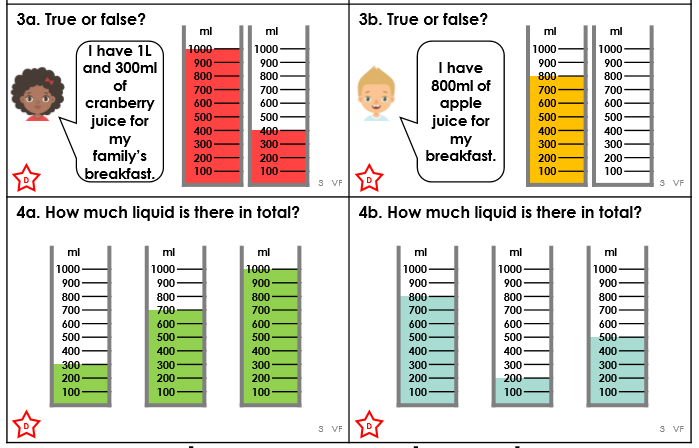 3a. True or false?
I have 1L
and 300ml
of
cranberry
juice for
my
family's
breakfast.
ml
1000
900
800
700
600
500
400
300
200
100
ml
1000
900
800
700
600
500
400
300
200
100
D
S VF
3b. True or false?
I have
800ml of
apple
juice for
my
breakfast.
ml
1000
900
800
700
600
500
400
300
200
100
ml
1000
900
800
700
600
500
400
300
200
100
D
S VF
4a. How much liquid is there in total?
ml
1000
900
800
700
600
500
400
300
200
100
ml
1000
900
800
700
600
500
400
300
200
100
ml
1000
900
800
700
600
500
400
300
200
100
D
S VF
4b. How much liquid is there in total?
ml
1000
900
800
700
600
500
400
300
200
100
ml
1000
900
800
700
600
500
400
300
200
100
ml
1000
900
800
700
600
500
400
300
200
100
D
S VF